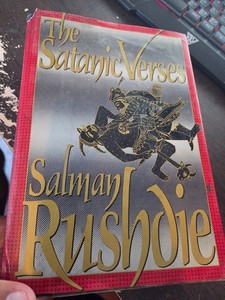 The
Satanic Verses
Salman
Rushdie